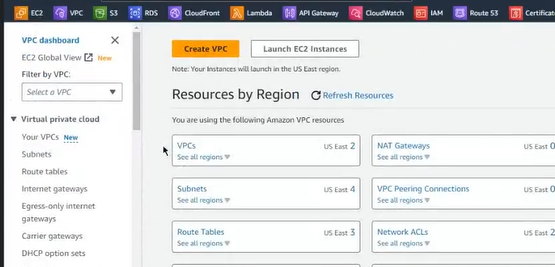 EC2 VPC S3 RDS CloudFront Lambda API Gateway CloudWatch IAM Route 53
VPC dashboard
EC2 Global View New
Filter by VPC:
Select a VPC
Virtual private cloud
Your VPCs New
Subnets
Route tables
Internet gateways
Egress-only internet
gateways
Carrier gateways
DHCP option sets
Create VPC Launch EC2 Instances
Note: Your Instances will launch in the US East region.
Resources by Region Refresh Resources
You are using the following Amazon VPC resources
VPCs US East 2
See all regions
NAT Gateways US East 0
See all regions
Subnets US East 4
See all regions
VPC Peering Connections US East 0
See all regions
Route Tables US East 3
See all regions
Network ACLs US East 2
See all regions